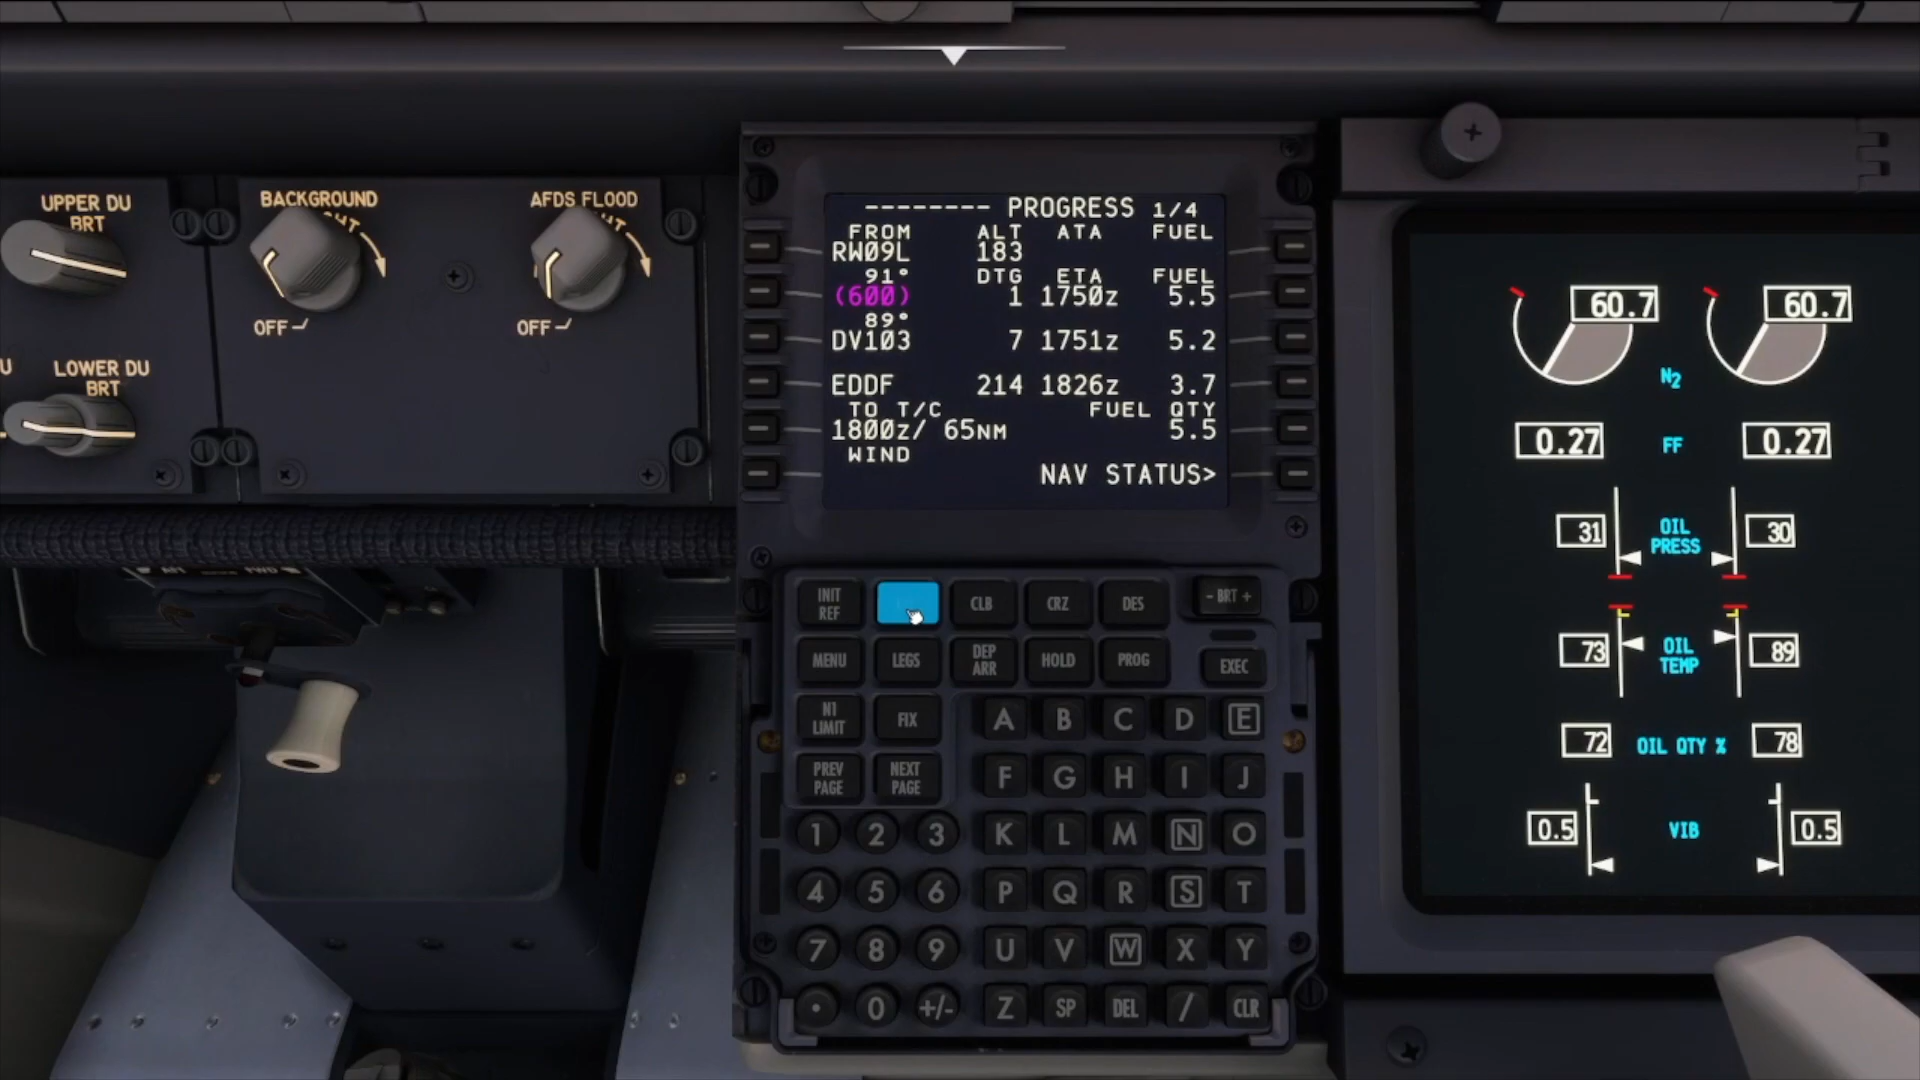 UPPER DU
BRT
BACKGROUND
AFDS FLOOD
OFF
OFF
LOWER DU
BRT
-------- PROGRESS 1/4
FROM ALT ATA FUEL
RW09L 183
91° DTG ETA FUEL
(600) 1 1750z 5.5
89°
DV103 7 1751z 5.2
EDDF 214 1826z 3.7
TO T/C FUEL QTY
1800z/ 65NM 5.5
WIND
NAV STATUS>
INIT REF CLB CRZ DES - BRT +
MENU LEGS DEP ARR HOLD PROG EXEC
N1 LIMIT FIX A B C D E
PREV PAGE NEXT PAGE F G H I J
1 2 3 K L M N O
4 5 6 P Q R S T
7 8 9 U V W X Y
. 0 +/- Z SP DEL / CLR
60.7 60.7
N2
0.27 FF 0.27
31 OIL PRESS 30
73 OIL TEMP 89
72 OIL QTY % 78
0.5 VIB 0.5